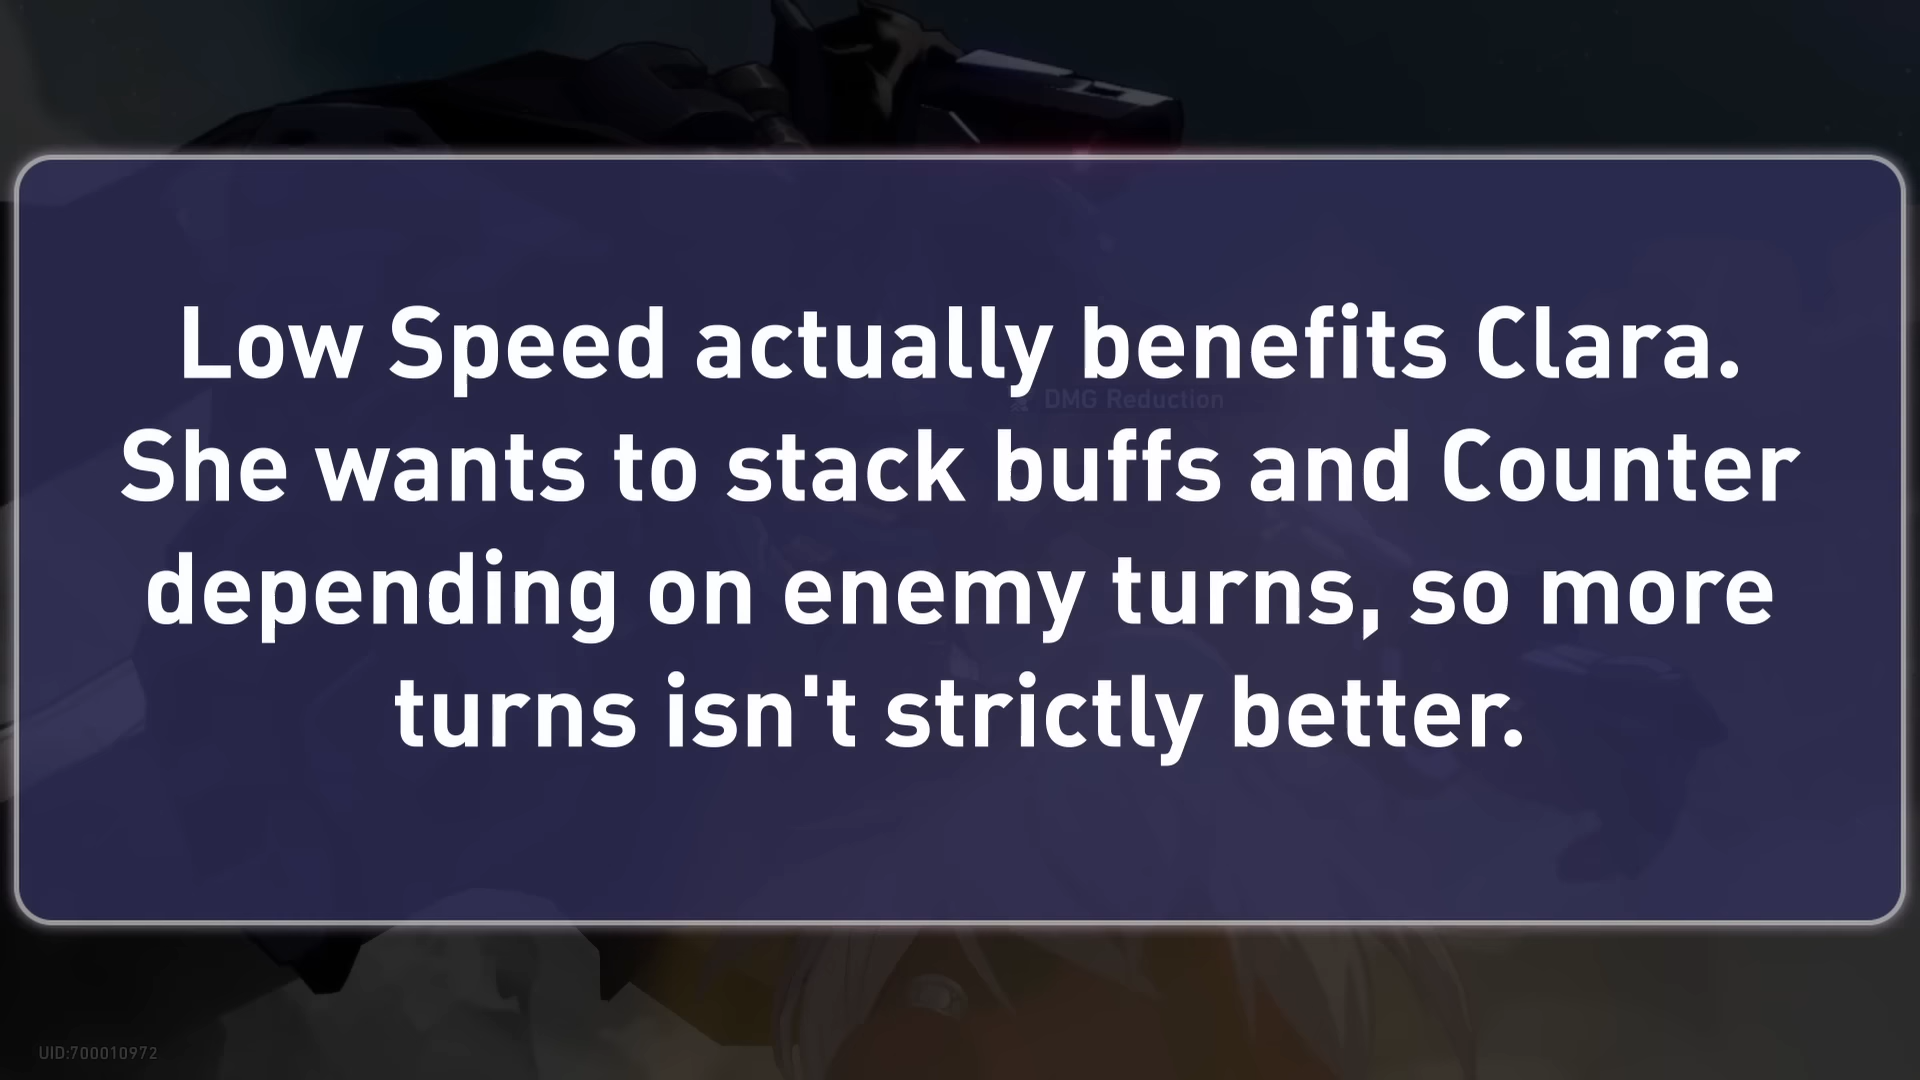 Low Speed actually benefits Clara.
DMG Reduction
She wants to stack buffs and Counter
depending on enemy turns, so more
turns isn't strictly better.
UID:700010972